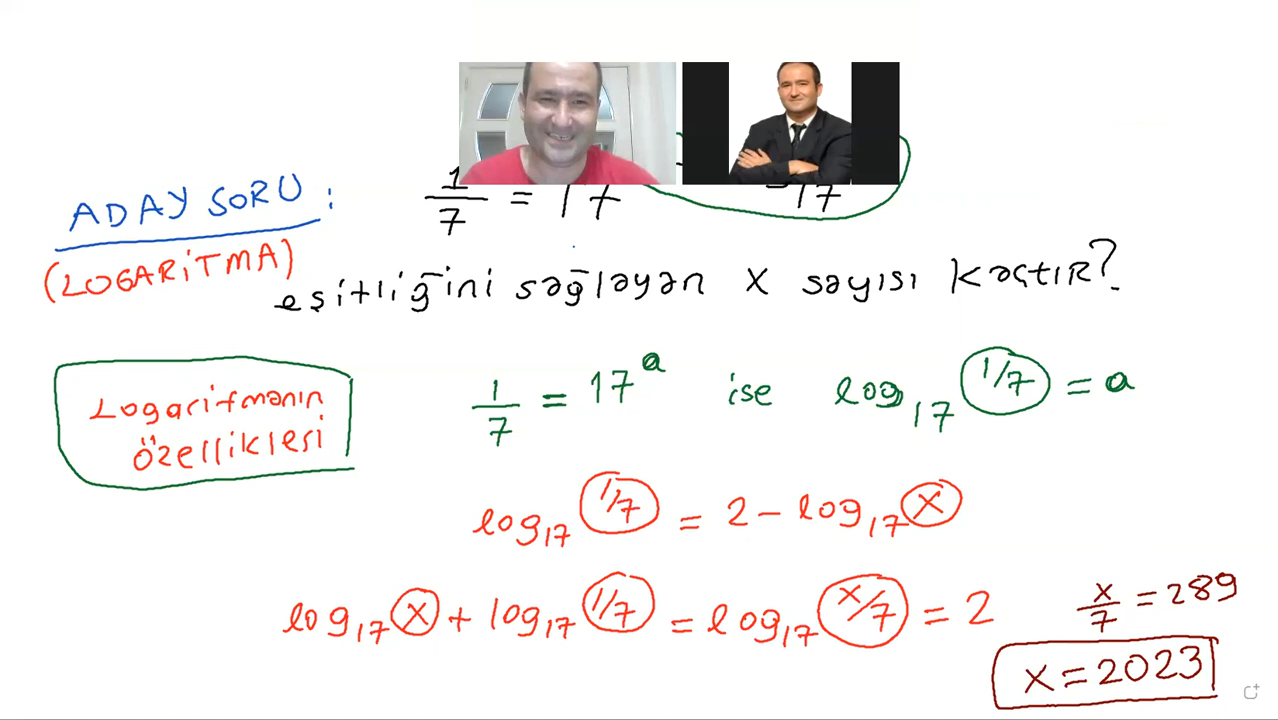 ADAY SORU :
(LOGARİTMA)
1/7 = 17 17
eşitliğini sağlayan x sayısı kaçtır?
Logaritmanın
özellikleri
1/7 = 17^a ise log₁₇ (1/7) = a
log₁₇ (1/7) = 2 - log₁₇ (x)
log₁₇ (x) + log₁₇ (1/7) = log₁₇ (x/7) = 2
x/7 = 289
x = 2023